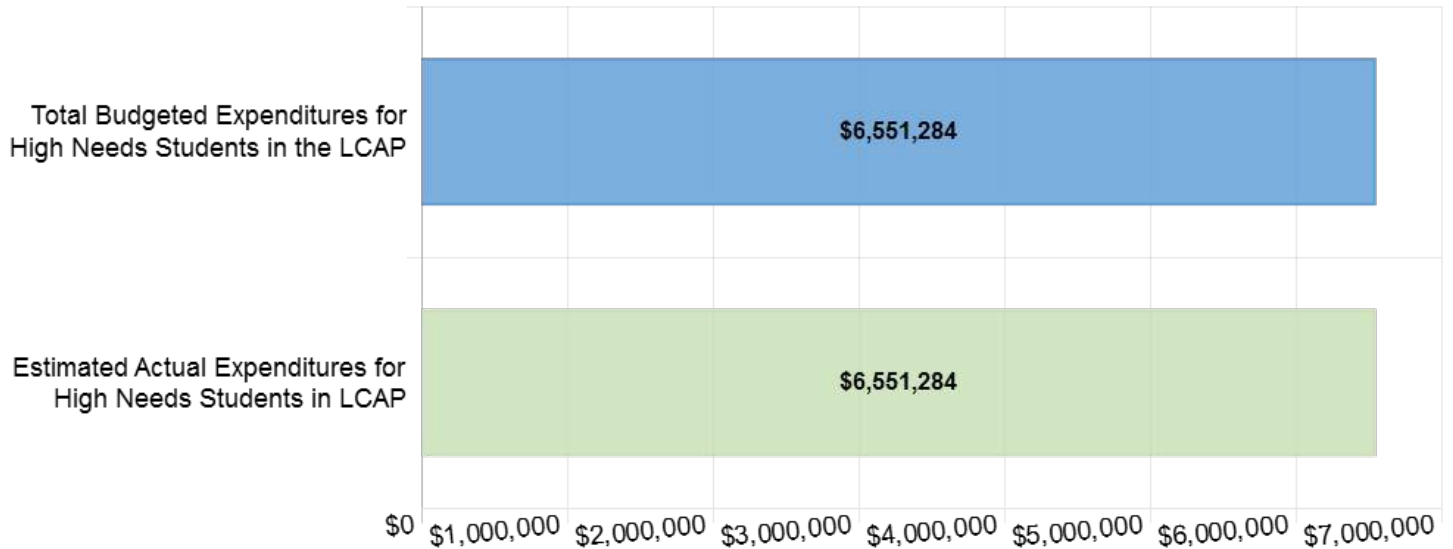 Total Budgeted Expenditures for
High Needs Students in the LCAP
$6,551,284
Estimated Actual Expenditures for
High Needs Students in LCAP
$6,551,284
$0 $1,000,000 $2,000,000 $3,000,000 $4,000,000 $5,000,000 $6,000,000 $7,000,000